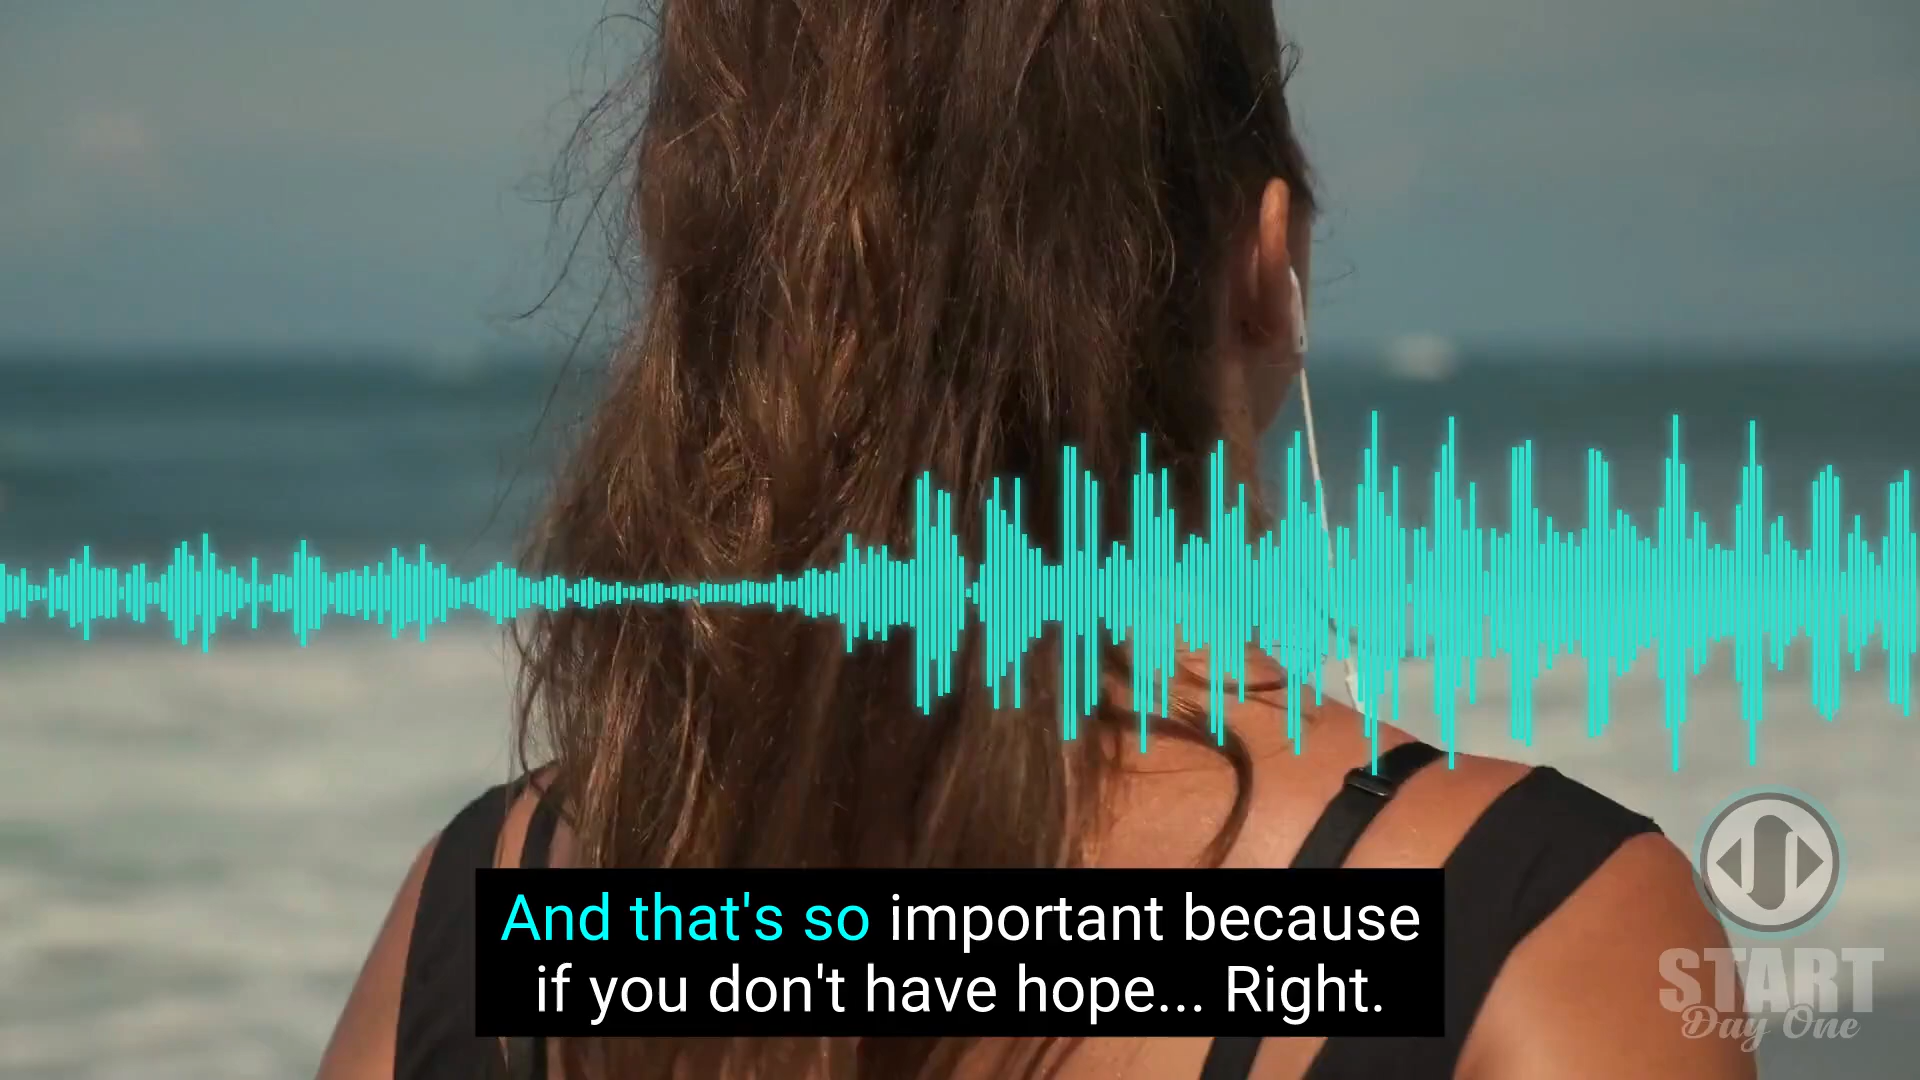 And that's so important because
if you don't have hope... Right.
START
Day One